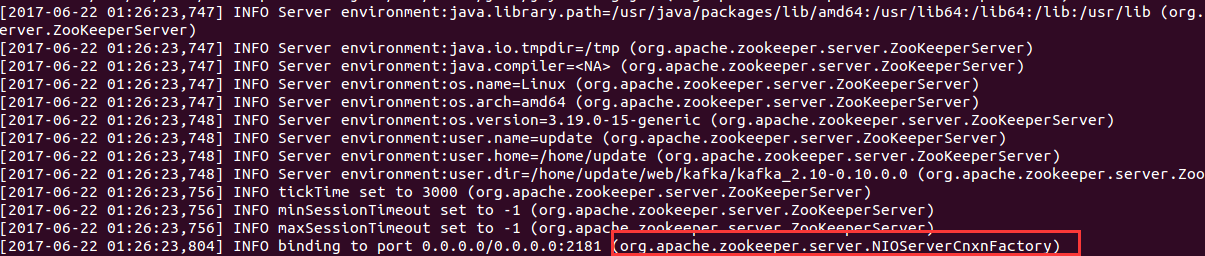 [2017-06-22 01:26:23,747] INFO Server environment:java.library.path=/usr/java/packages/lib/amd64:/usr/lib64:/lib64:/lib:/usr/lib (org.
erver.ZooKeeperServer)
[2017-06-22 01:26:23,747] INFO Server environment:java.io.tmpdir=/tmp (org.apache.zookeeper.server.ZooKeeperServer)
[2017-06-22 01:26:23,747] INFO Server environment:java.compiler=<NA> (org.apache.zookeeper.server.ZooKeeperServer)
[2017-06-22 01:26:23,747] INFO Server environment:os.name=Linux (org.apache.zookeeper.server.ZooKeeperServer)
[2017-06-22 01:26:23,747] INFO Server environment:os.arch=amd64 (org.apache.zookeeper.server.ZooKeeperServer)
[2017-06-22 01:26:23,748] INFO Server environment:os.version=3.19.0-15-generic (org.apache.zookeeper.server.ZooKeeperServer)
[2017-06-22 01:26:23,748] INFO Server environment:user.name=update (org.apache.zookeeper.server.ZooKeeperServer)
[2017-06-22 01:26:23,748] INFO Server environment:user.home=/home/update (org.apache.zookeeper.server.ZooKeeperServer)
[2017-06-22 01:26:23,748] INFO Server environment:user.dir=/home/update/web/kafka/kafka_2.10-0.10.0.0 (org.apache.zookeeper.server.Zoo
[2017-06-22 01:26:23,756] INFO tickTime set to 3000 (org.apache.zookeeper.server.ZooKeeperServer)
[2017-06-22 01:26:23,756] INFO minSessionTimeout set to -1 (org.apache.zookeeper.server.ZooKeeperServer)
[2017-06-22 01:26:23,756] INFO maxSessionTimeout set to -1 (org.apache.zookeeper.server.ZooKeeperServer)
[2017-06-22 01:26:23,804] INFO binding to port 0.0.0.0/0.0.0.0:2181 (org.apache.zookeeper.server.NIOServerCnxnFactory)